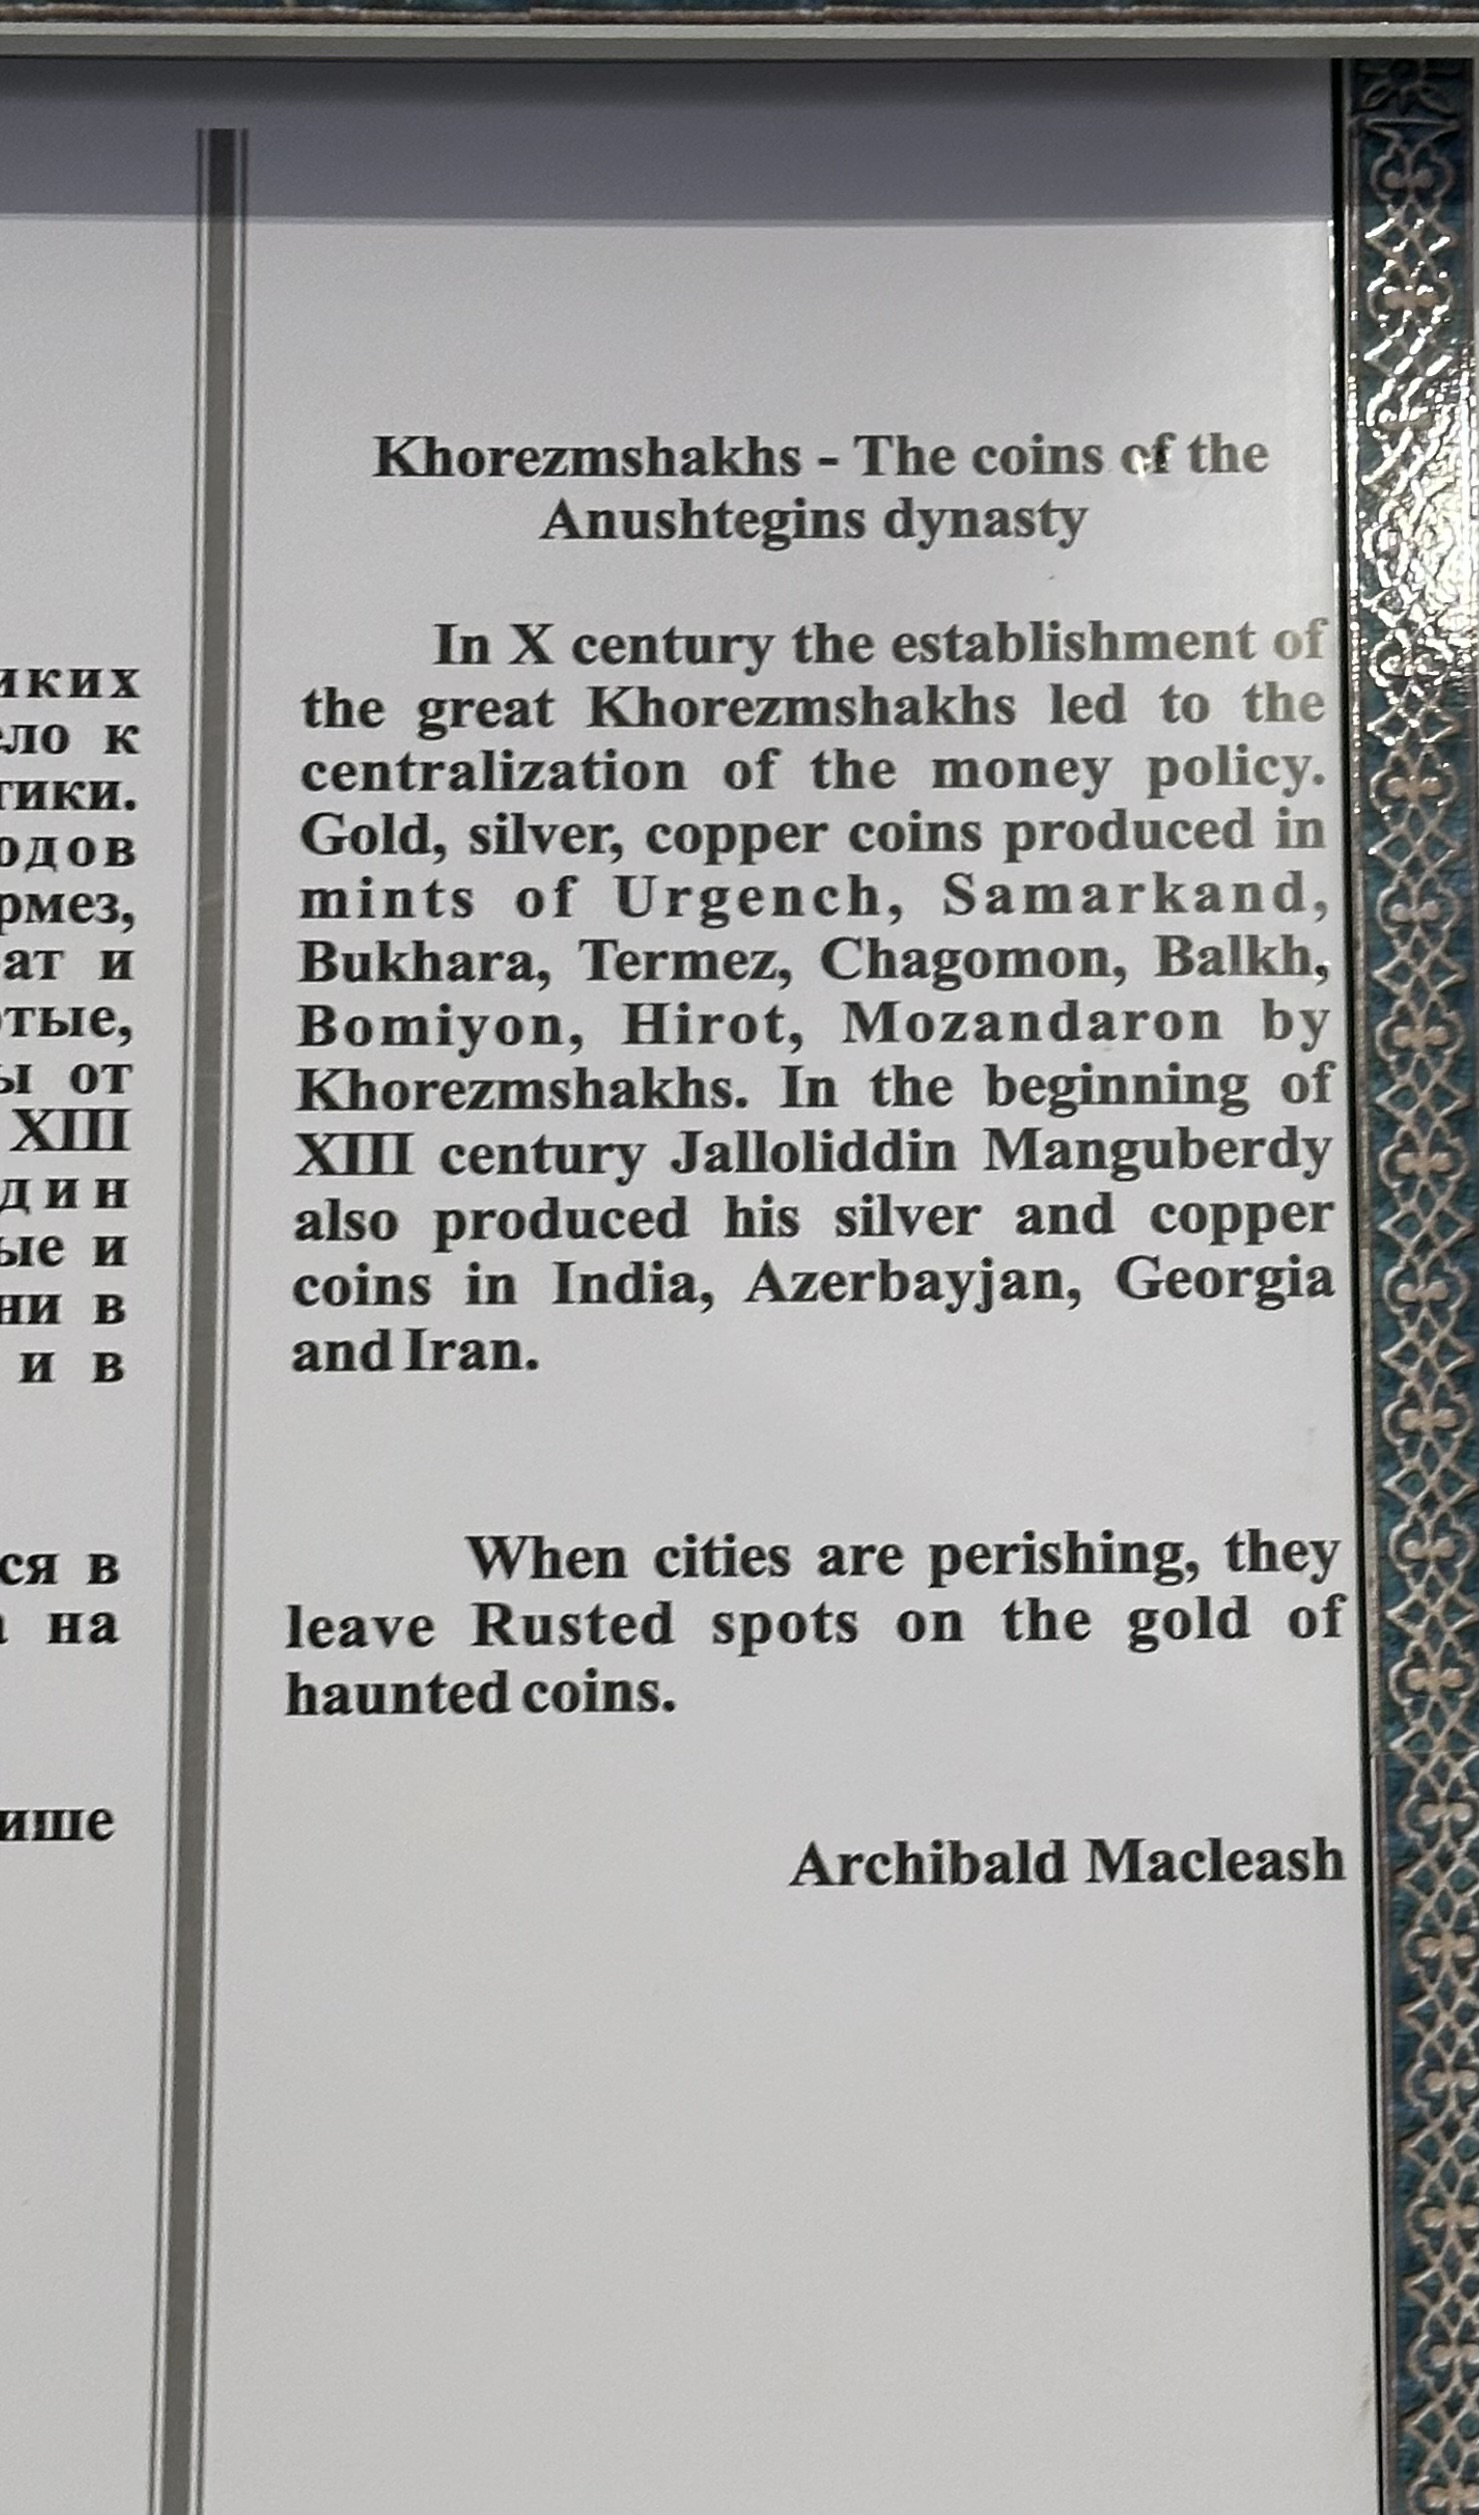 иких
ло к
тики.
одов
рмез,
ат и
тые,
ы от
XIII
дин
ые и
ни в
и в
ся в
на
ише
Khorezmshakhs - The coins of the
Anushtegins dynasty
In X century the establishment of
the great Khorezmshakhs led to the
centralization of the money policy.
Gold, silver, copper coins produced in
mints of Urgench, Samarkand,
Bukhara, Termez, Chagomon, Balkh,
Bomiyon, Hirot, Mozandaron by
Khorezmshakhs. In the beginning of
XIII century Jalloliddin Manguberdy
also produced his silver and copper
coins in India, Azerbayjan, Georgia
and Iran.
When cities are perishing, they
leave Rusted spots on the gold of
haunted coins.
Archibald Macleash